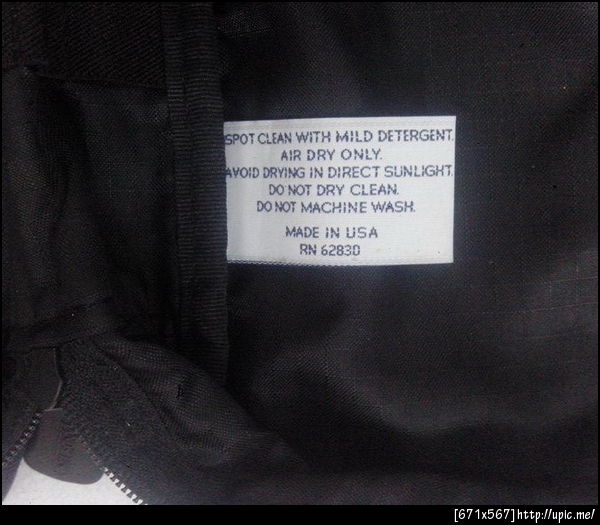 SPOT CLEAN WITH MILD DETERGENT.
AIR DRY ONLY.
AVOID DRYING IN DIRECT SUNLIGHT.
DO NOT DRY CLEAN.
DO NOT MACHINE WASH.
MADE IN USA
RN 62830
[671x567]http://upic.me/